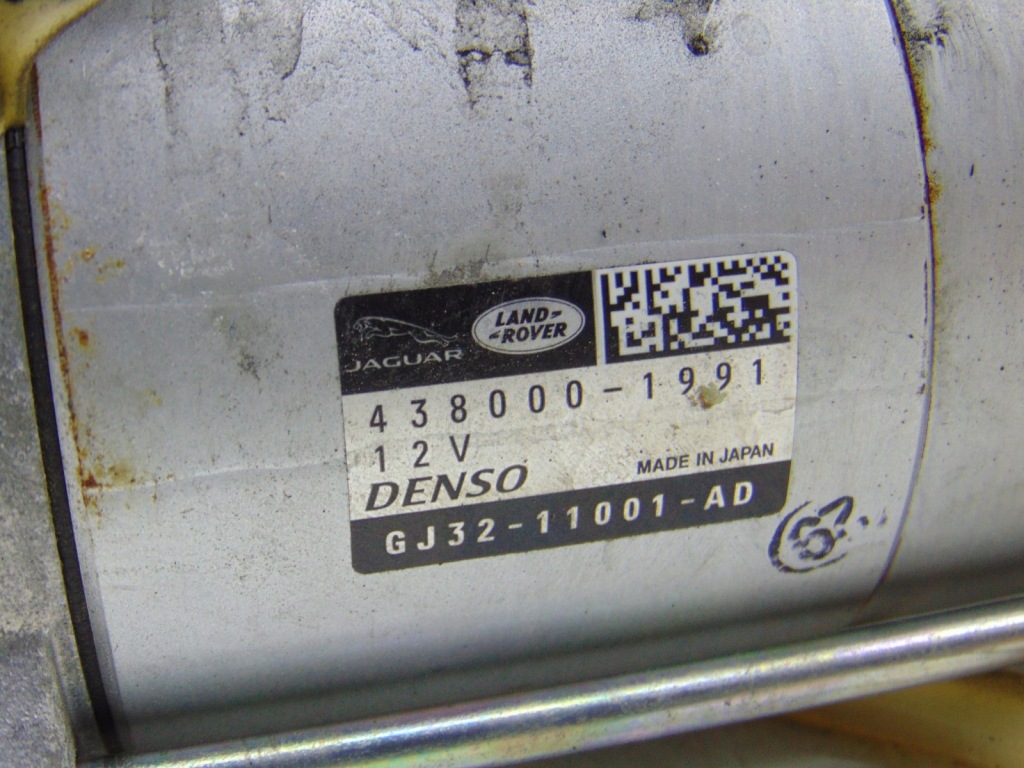 JAGUAR
LAND
ROVER
438000-1991
12V
DENSO
MADE IN JAPAN
GJ32-11001-AD